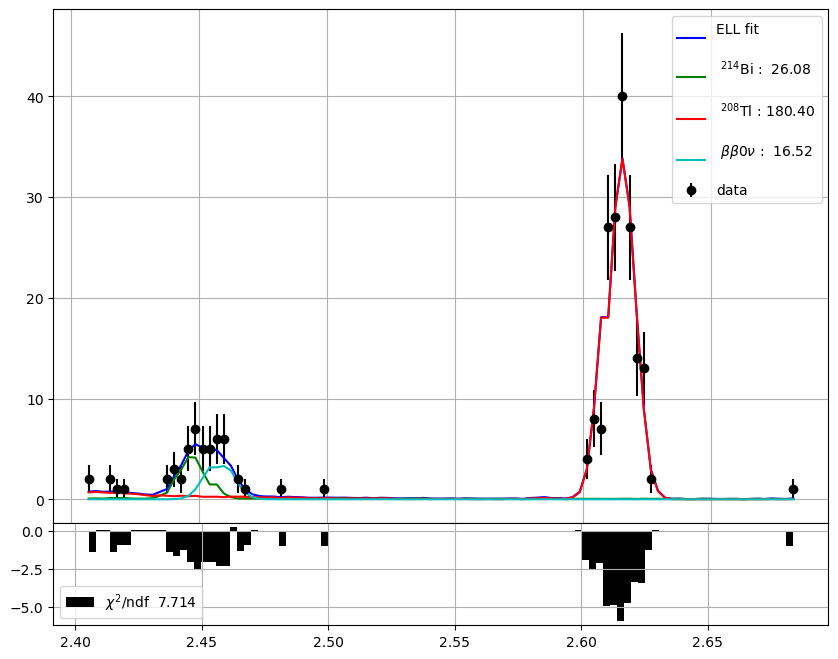 ELL fit
²¹⁴Bi : 26.08
²⁰⁸Tl : 180.40
ββ0ν : 16.52
data
40
30
20
10
0
0.0
−2.5
−5.0
χ²/ndf 7.714
2.40 2.45 2.50 2.55 2.60 2.65